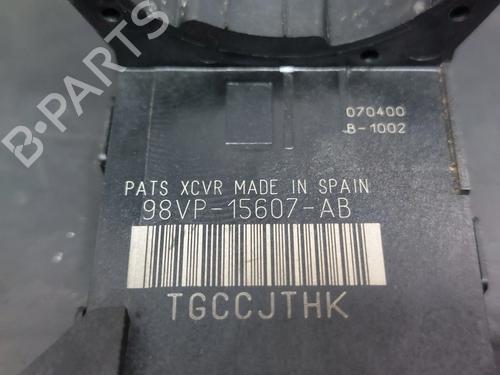 B-PARTS
070400
B-1002
PATS XCVR MADE IN SPAIN
98VP-15607-AB
TGCCJTHK